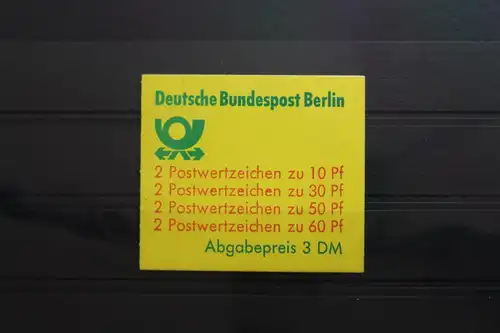 Deutsche Bundespost Berlin
2 Postwertzeichen zu 10 Pf
2 Postwertzeichen zu 30 Pf
2 Postwertzeichen zu 50 Pf
2 Postwertzeichen zu 60 Pf
Abgabepreis 3 DM